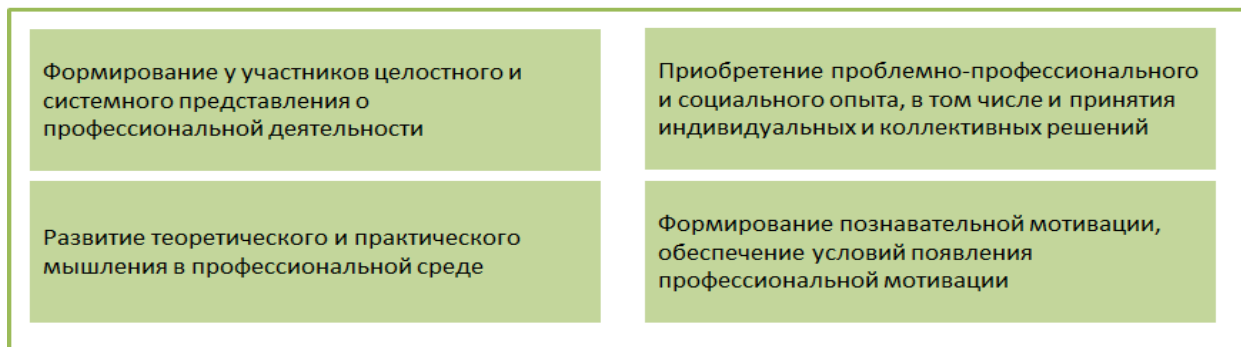 Формирование у участников целостного и
системного представления о
профессиональной деятельности
Приобретение проблемно-профессионального
и социального опыта, в том числе и принятия
индивидуальных и коллективных решений
Развитие теоретического и практического
мышления в профессиональной среде
Формирование познавательной мотивации,
обеспечение условий появления
профессиональной мотивации